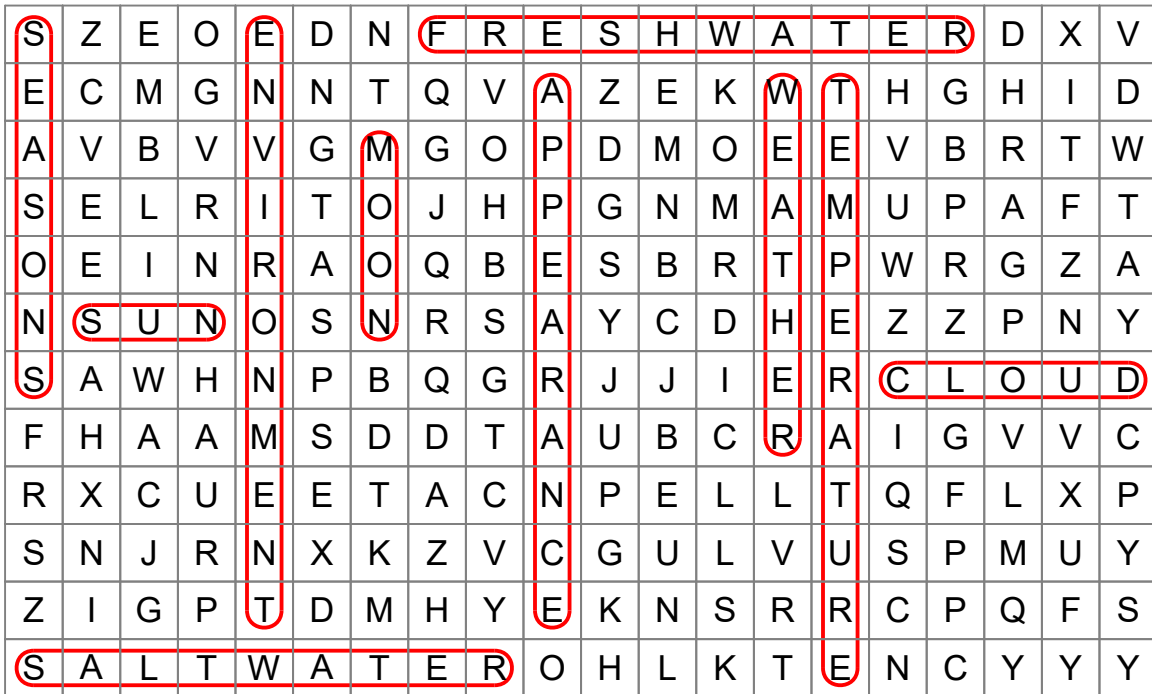 S Z E O E D N F R E S H W A T E R D X V
E C M G N N T Q V A Z E K W T H G H I D
A V B V V G M G O P D M O E E V B R T W
S E L R I T O J H P G N M A M U P A F T
O E I N R A O Q B E S B R T P W R G Z A
N S U N O S N R S A Y C D H E Z Z P N Y
S A W H N P B Q G R J J I E R C L O U D
F H A A M S D D T A U B C R A I G V V C
R X C U E E T A C N P E L L T Q F L X P
S N J R N X K Z V C G U L V U S P M U Y
Z I G P T D M H Y E K N S R R C P Q F S
S A L T W A T E R O H L K T E N C Y Y Y